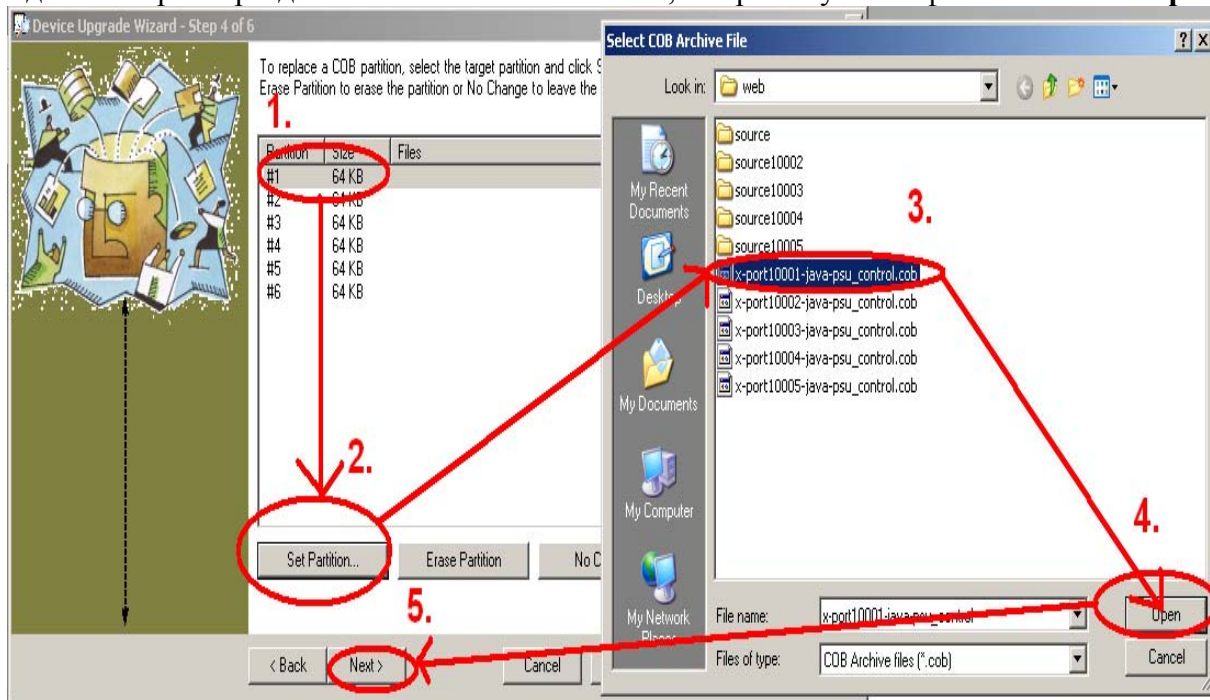 Device Upgrade Wizard - Step 4 of 6
To replace a COB partition, select the target partition and click
Erase Partition to erase the partition or No Change to leave the
1.
Partition Size Files
#1 64 KB
#2 64 KB
#3 64 KB
#4 64 KB
#5 64 KB
#6 64 KB
2.
Set Partition... Erase Partition
5.
< Back Next > Cancel
Select COB Archive File
Look in: web
My Recent
Documents
Desktop
My Documents
My Computer
My Network
source
source10002
source10003
source10004
source10005
3.
x-port10001-java-psu_control.cob
x-port10002-java-psu_control.cob
x-port10003-java-psu_control.cob
x-port10004-java-psu_control.cob
x-port10005-java-psu_control.cob
4.
File name: x-port10001-java-psu_control Open
Files of type: COB Archive files (*.cob) Cancel